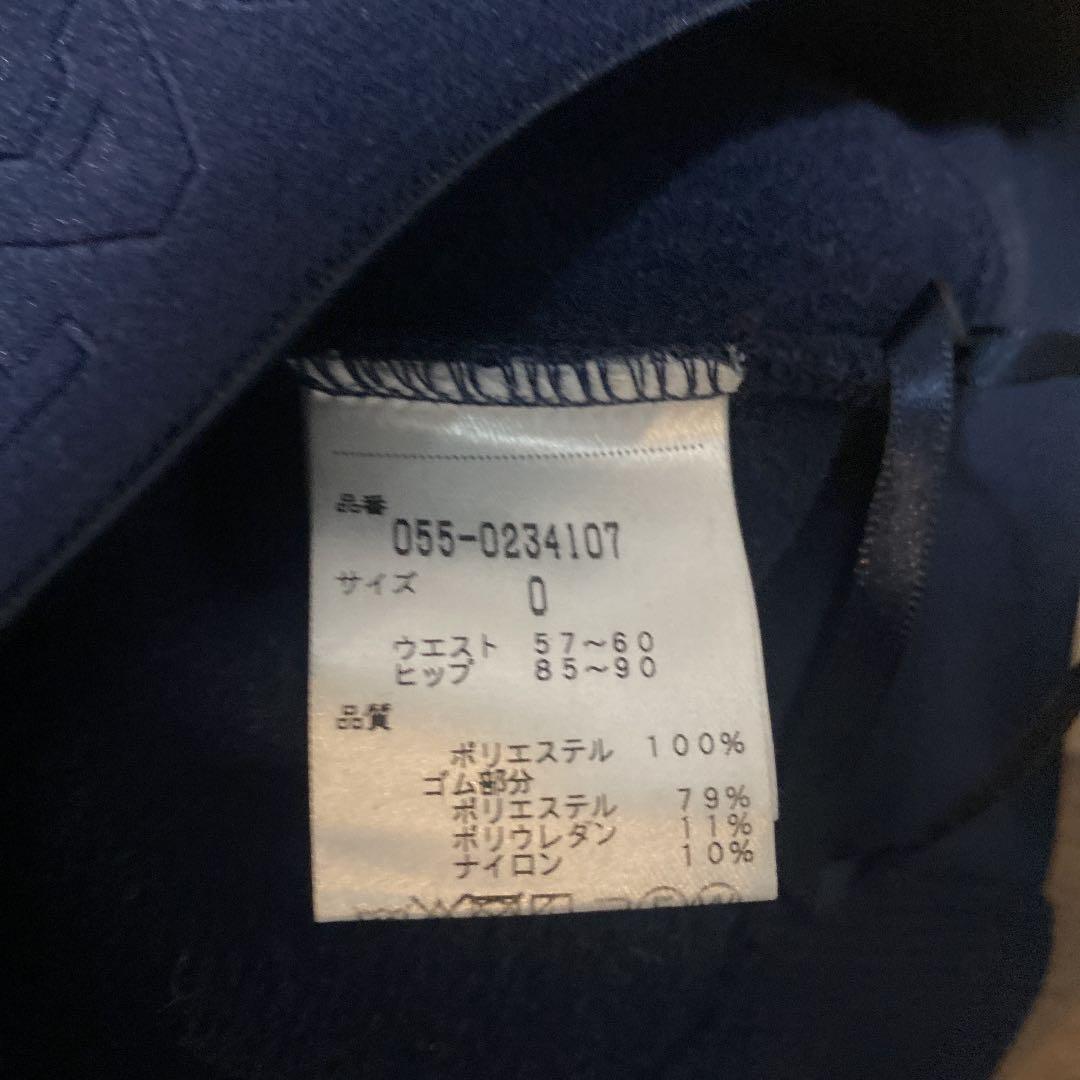 品番
055-0234107
サイズ
0
ウエスト 57~60
ヒップ 85~90
品質
ポリエステル 100%
ゴム部分
ポリエステル 79%
ポリウレタン 11%
ナイロン 10%